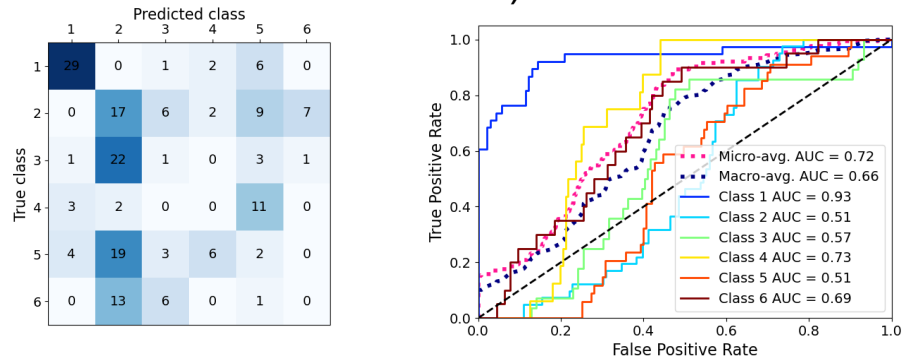 Predicted class
1 2 3 4 5 6
True class
1 29 0 1 2 6 0
2 0 17 6 2 9 7
3 1 22 1 0 3 1
4 3 2 0 0 11 0
5 4 19 3 6 2 0
6 0 13 6 0 1 0
)
True Positive Rate
1.0
0.8
0.6
0.4
0.2
0.0
Micro-avg. AUC = 0.72
Macro-avg. AUC = 0.66
Class 1 AUC = 0.93
Class 2 AUC = 0.51
Class 3 AUC = 0.57
Class 4 AUC = 0.73
Class 5 AUC = 0.51
Class 6 AUC = 0.69
0.0 0.2 0.4 0.6 0.8 1.0
False Positive Rate